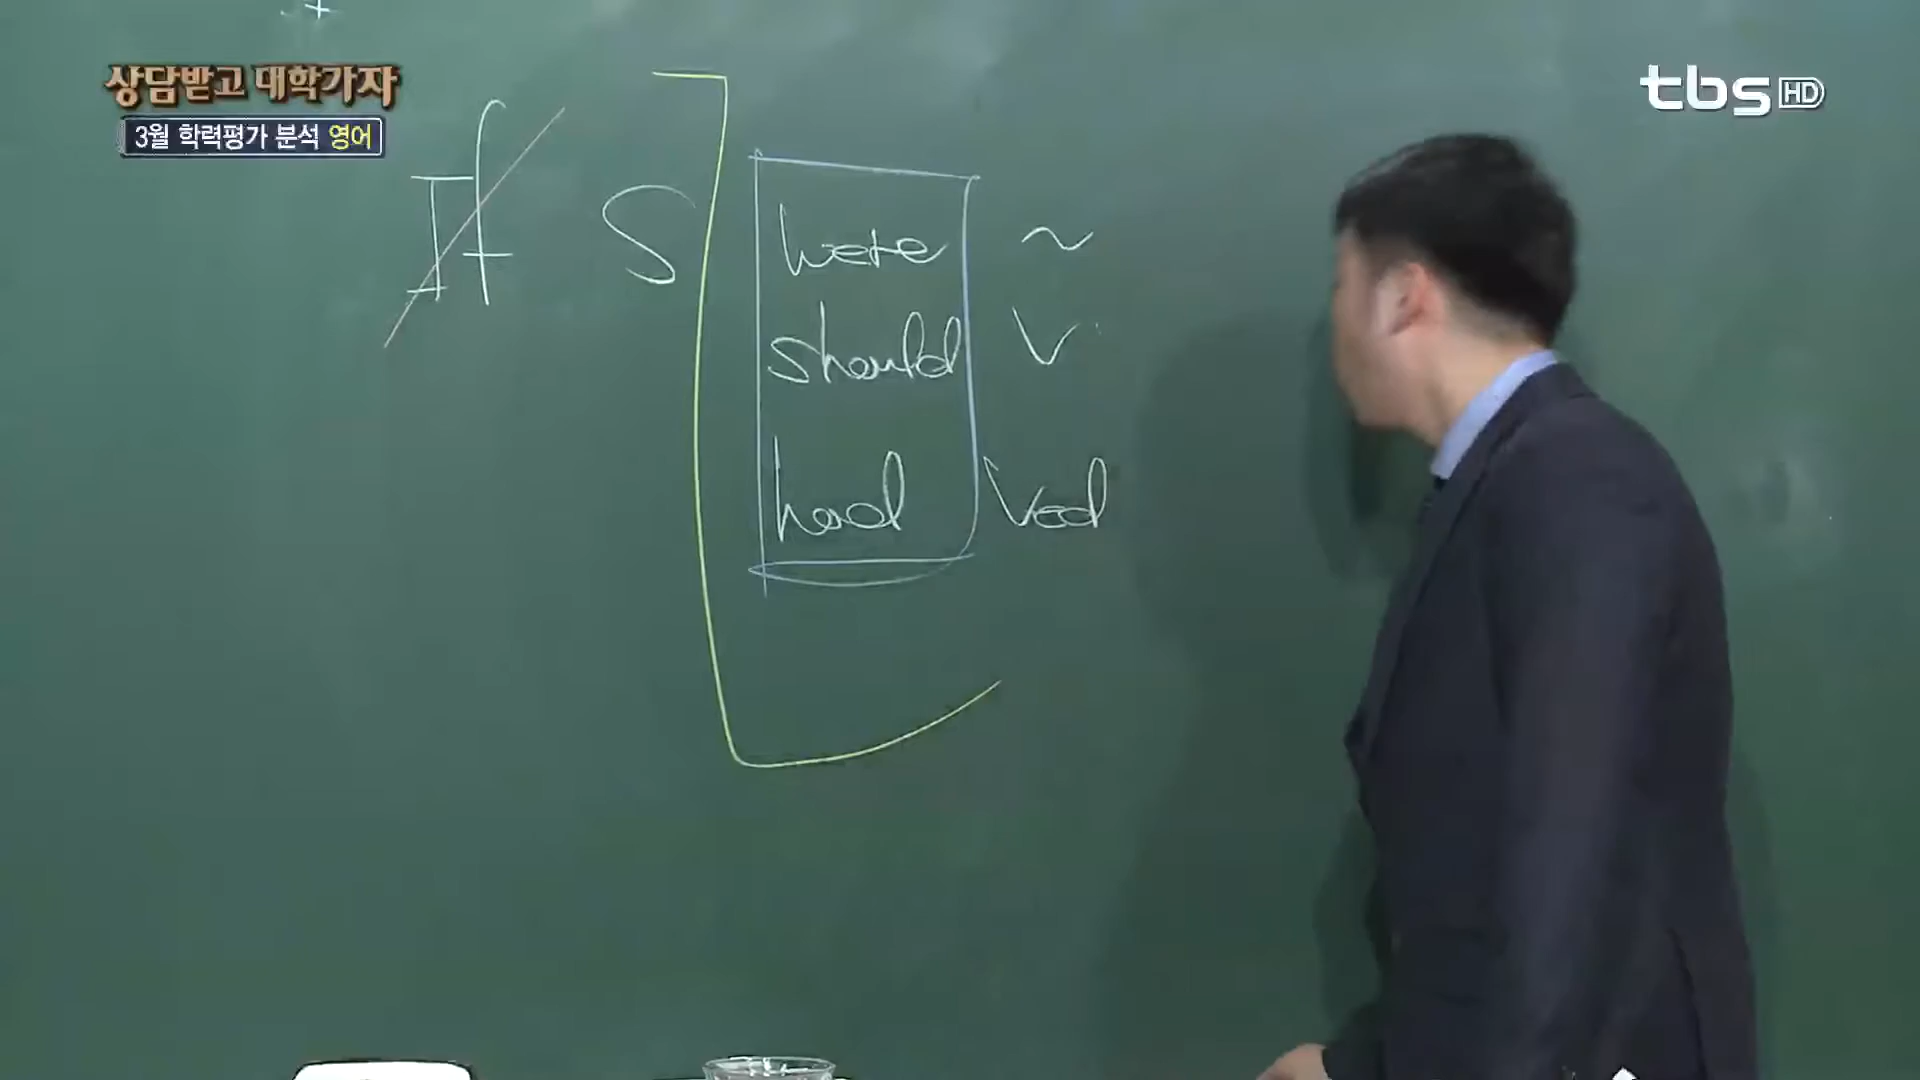 상담받고 대학가자
3월 학력평가 분석 영어
tbs HD
If S were ~
should V
had Ved